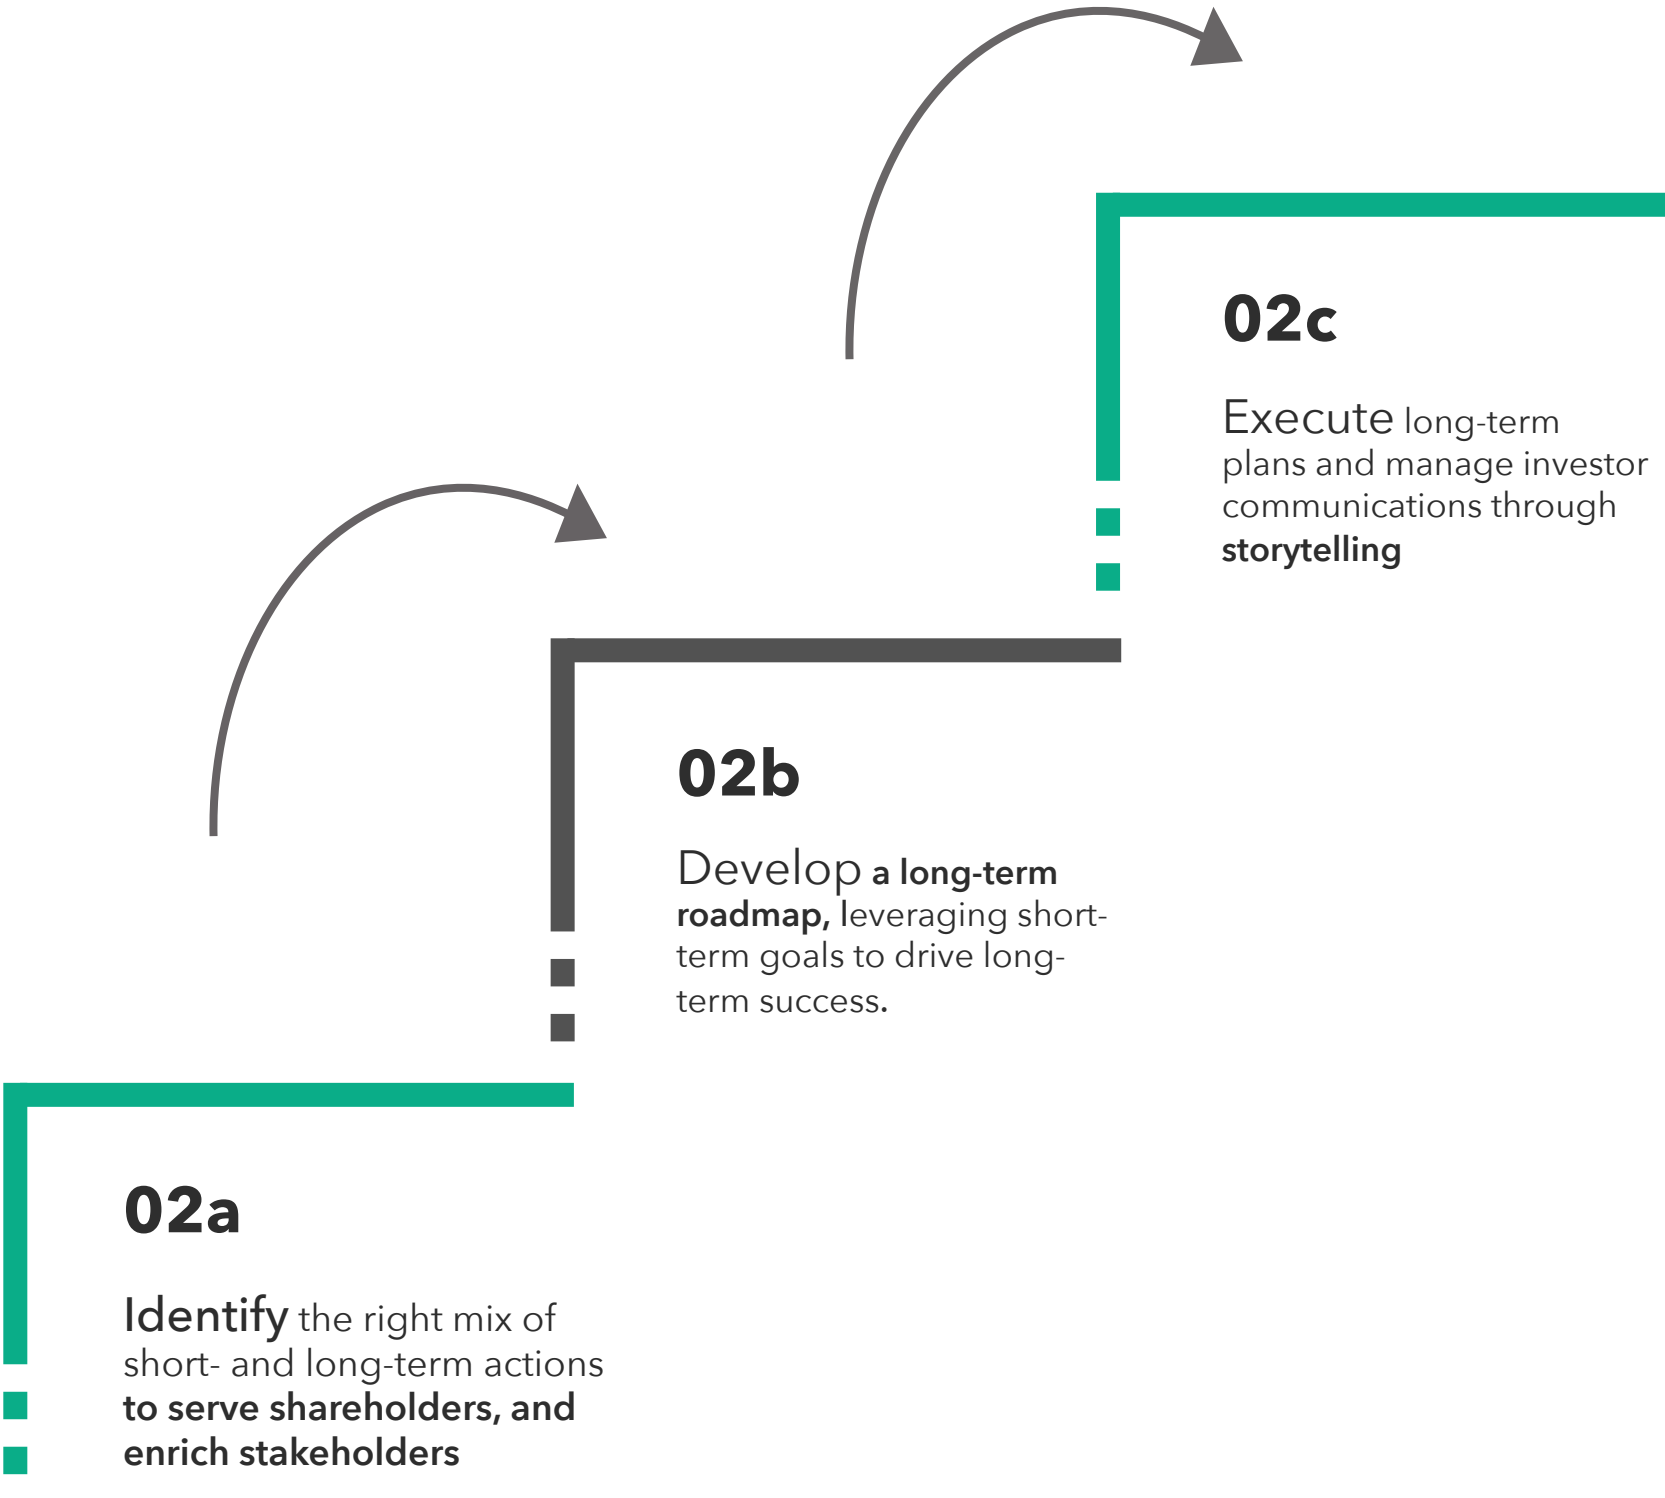 02c
Execute long-term
plans and manage investor
communications through
storytelling
02b
Develop a long-term
roadmap, leveraging short-
term goals to drive long-
term success.
02a
Identify the right mix of
short- and long-term actions
to serve shareholders, and
enrich stakeholders